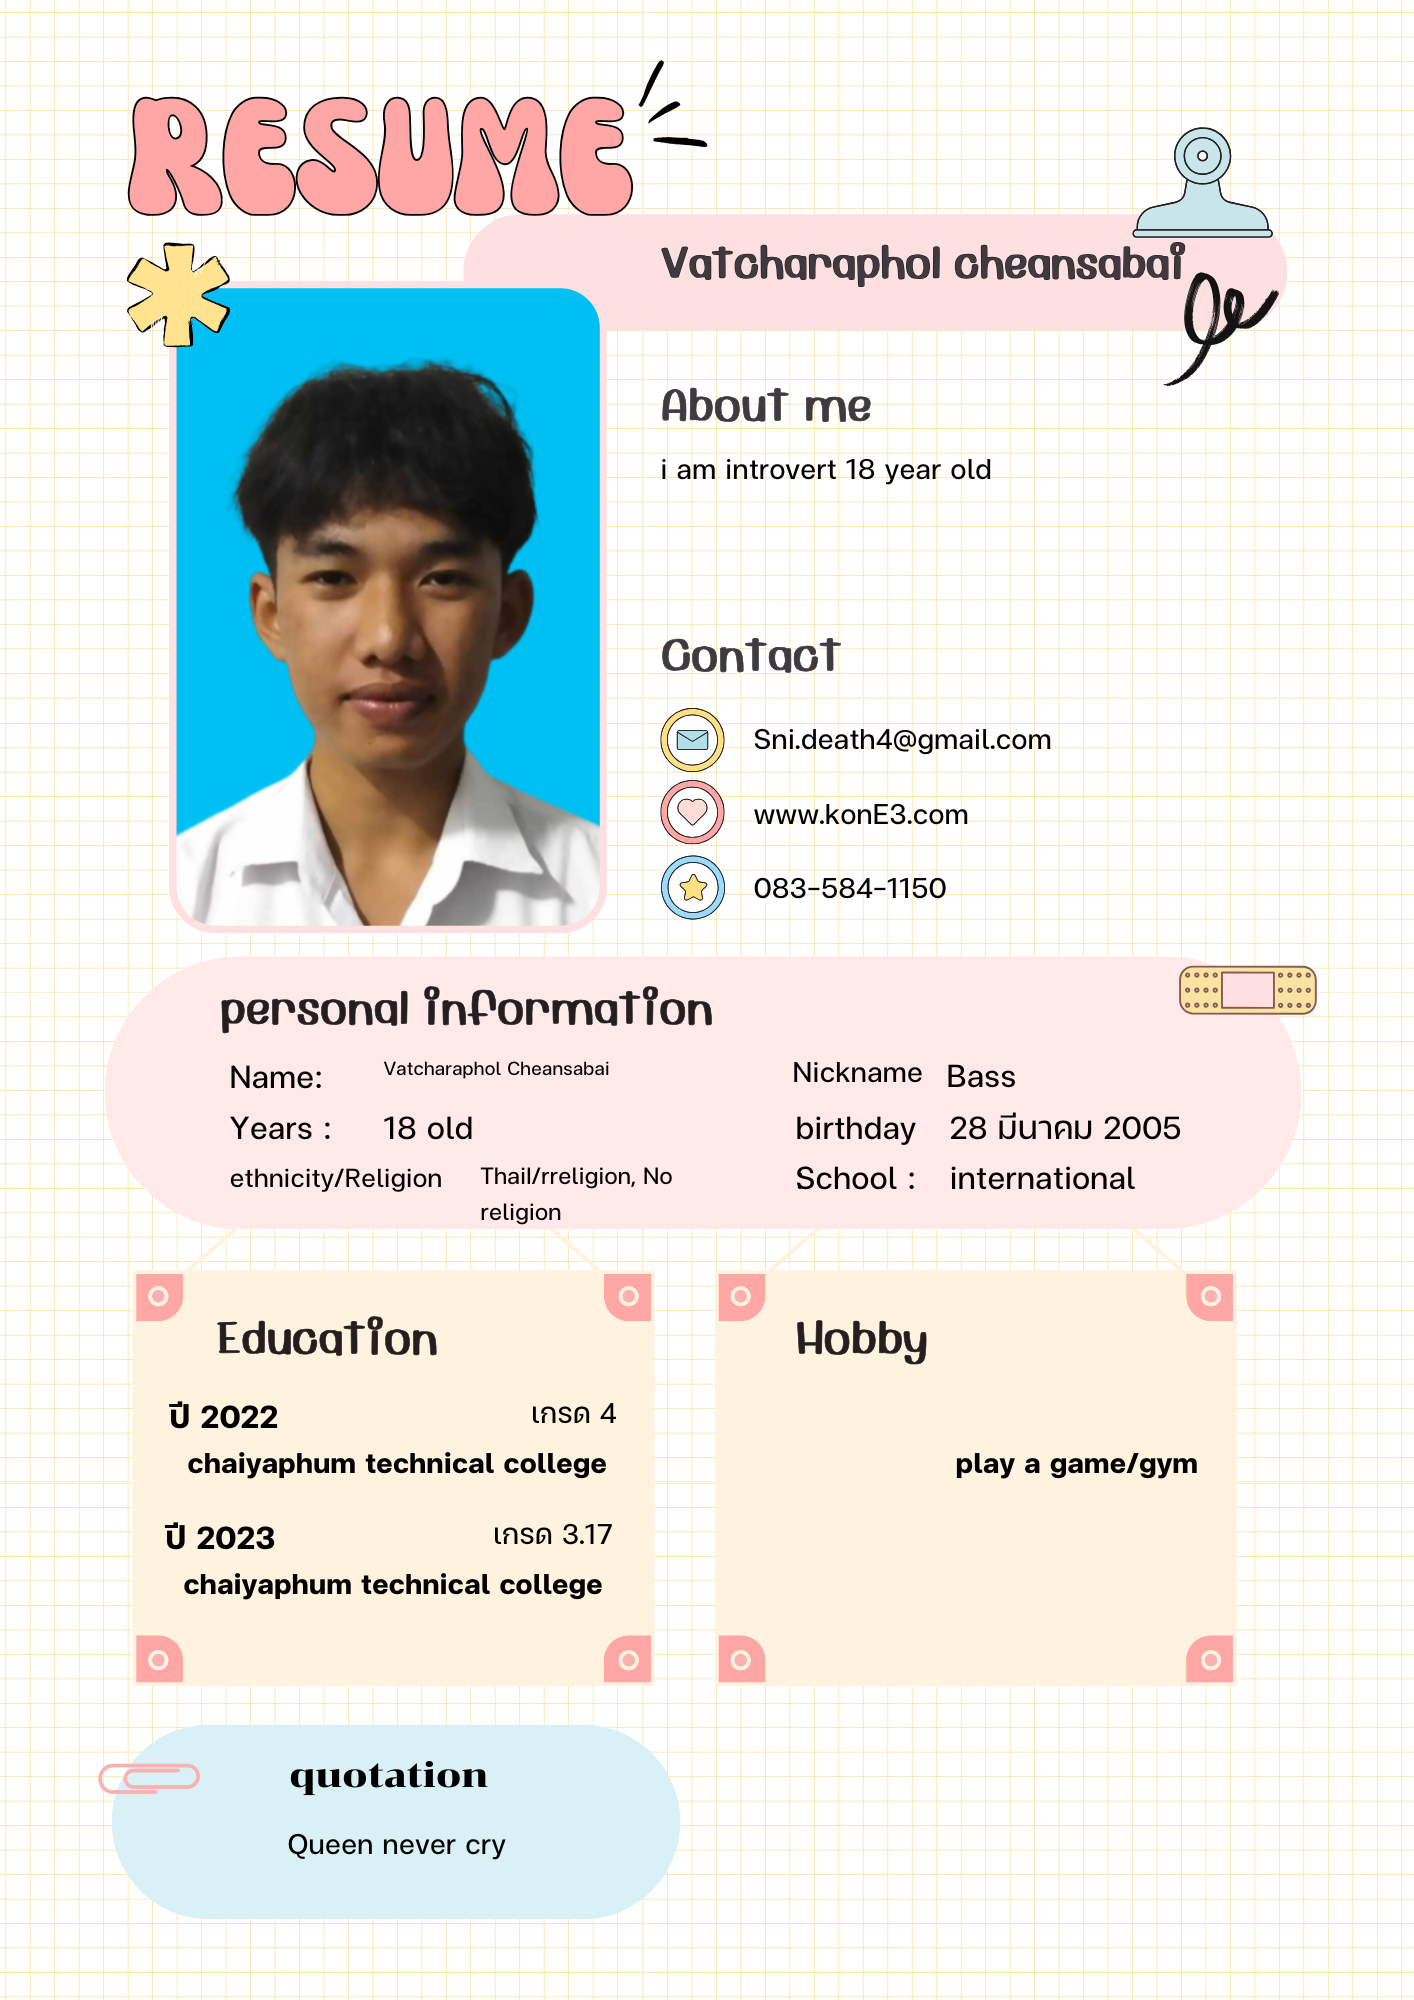 RESUME
Vatcharaphol cheansabai
About me
i am introvert 18 year old
Contact
Sni.death4@gmail.com
www.konE3.com
083-584-1150
personal information
Name: Vatcharaphol Cheansabai
Nickname Bass
Years : 18 old
birthday 28 มีนาคม 2005
ethnicity/Religion Thail/rreligion, No
religion
School : international
Education
ปี 2022 เกรด 4
chaiyaphum technical college
ปี 2023 เกรด 3.17
chaiyaphum technical college
Hobby
play a game/gym
quotation
Queen never cry